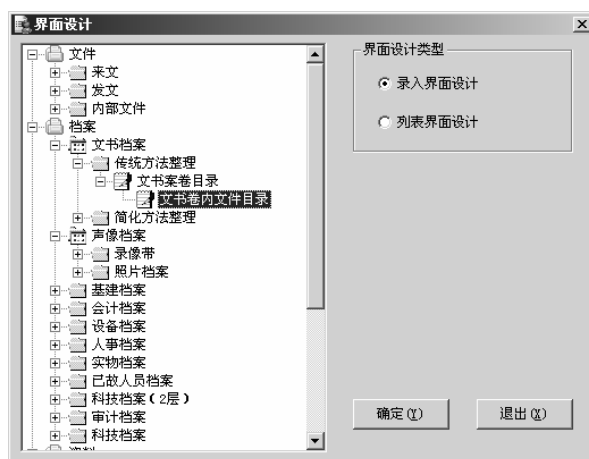 界面设计
文件
来文
发文
内部文件
档案
文书档案
传统方法整理
文书案卷目录
文书卷内文件目录
简化方法整理
声像档案
录像带
照片档案
基建档案
会计档案
设备档案
人事档案
实物档案
已故人员档案
科技档案(2层)
审计档案
科技档案
界面设计类型
录入界面设计
列表界面设计
确定(Y)
退出(X)